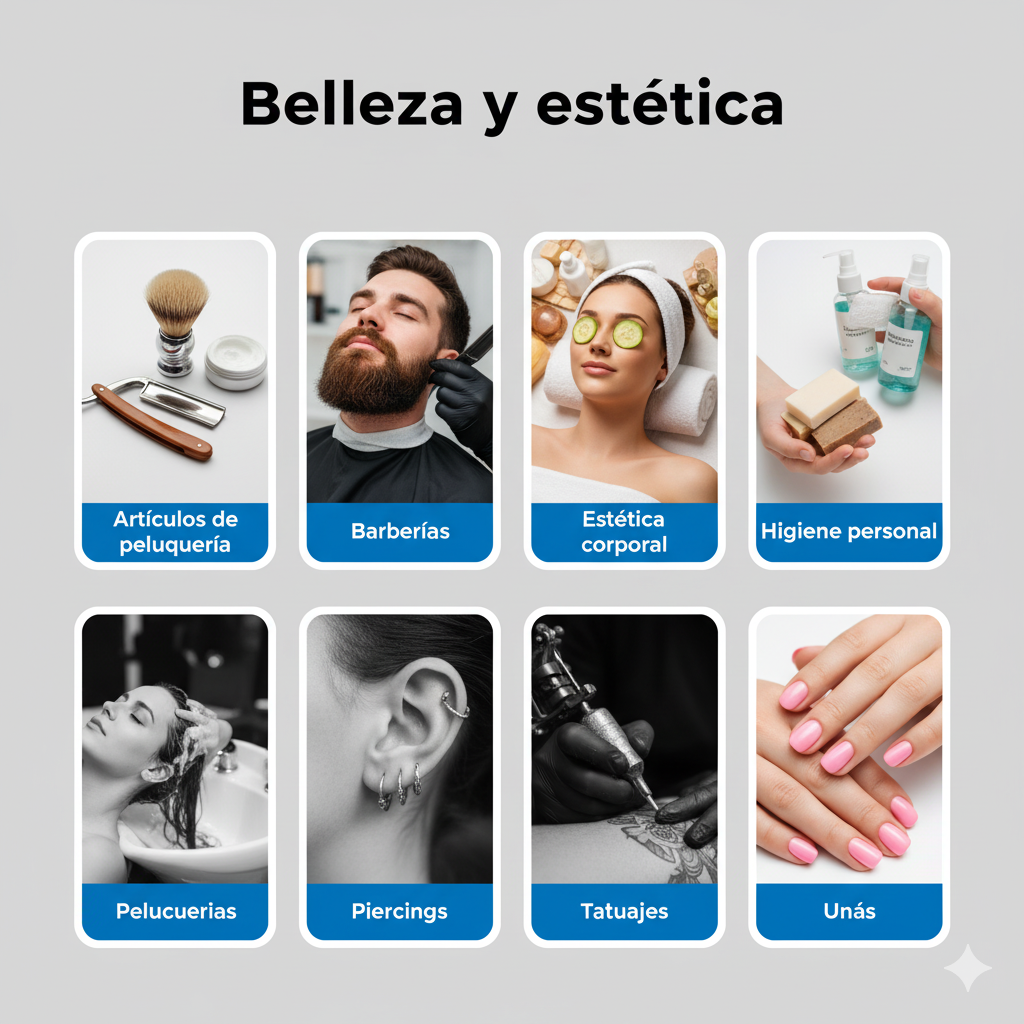 Belleza y estética
Artículos de
peluquería
Barberías
Estética
corporal
Higiene personal
Pelucuerias
Piercings
Tatuajes
Unás